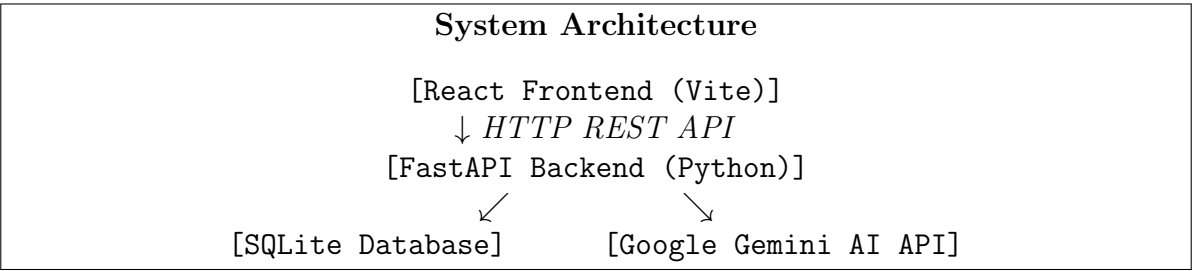 System Architecture
[React Frontend (Vite)]
↓ HTTP REST API
[FastAPI Backend (Python)]
↙ ↘
[SQLite Database] [Google Gemini AI API]